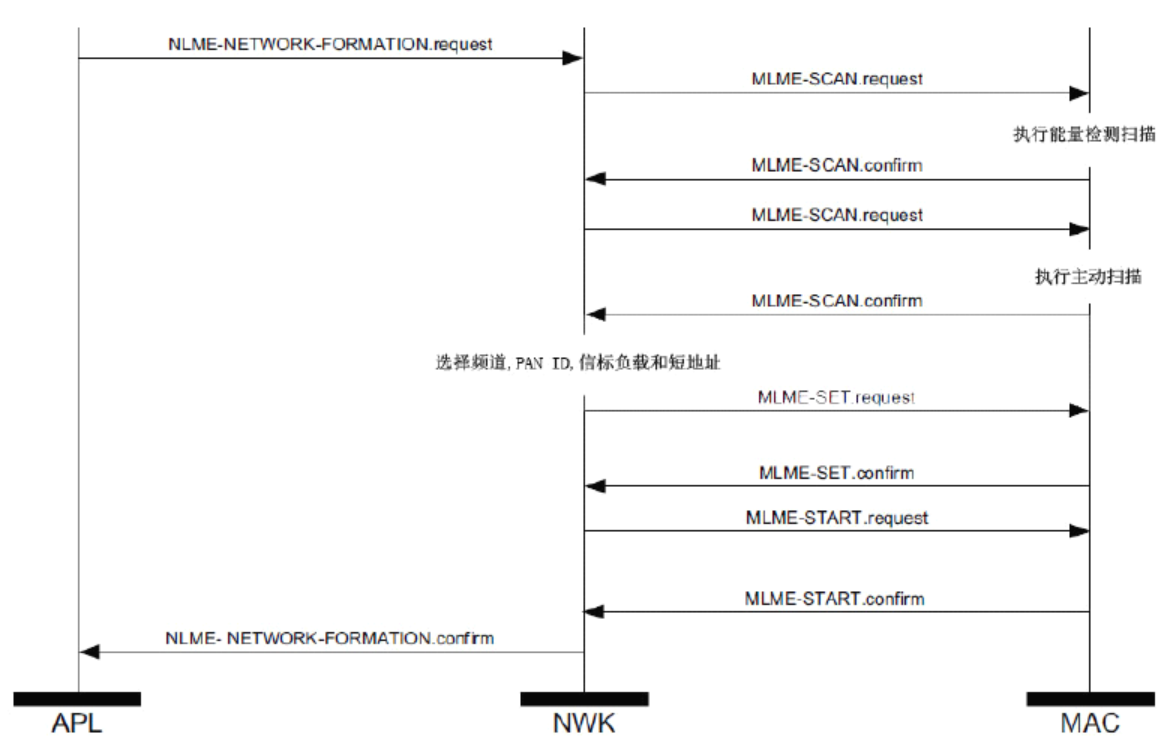 NLME-NETWORK-FORMATION.request
MLME-SCAN.request
执行能量检测扫描
MLME-SCAN.confirm
MLME-SCAN.request
执行主动扫描
MLME-SCAN.confirm
选择频道,PAN ID,信标负载和短地址
MLME-SET.request
MLME-SET.confirm
MLME-START.request
MLME-START.confirm
NLME- NETWORK-FORMATION.confirm
APL NWK MAC